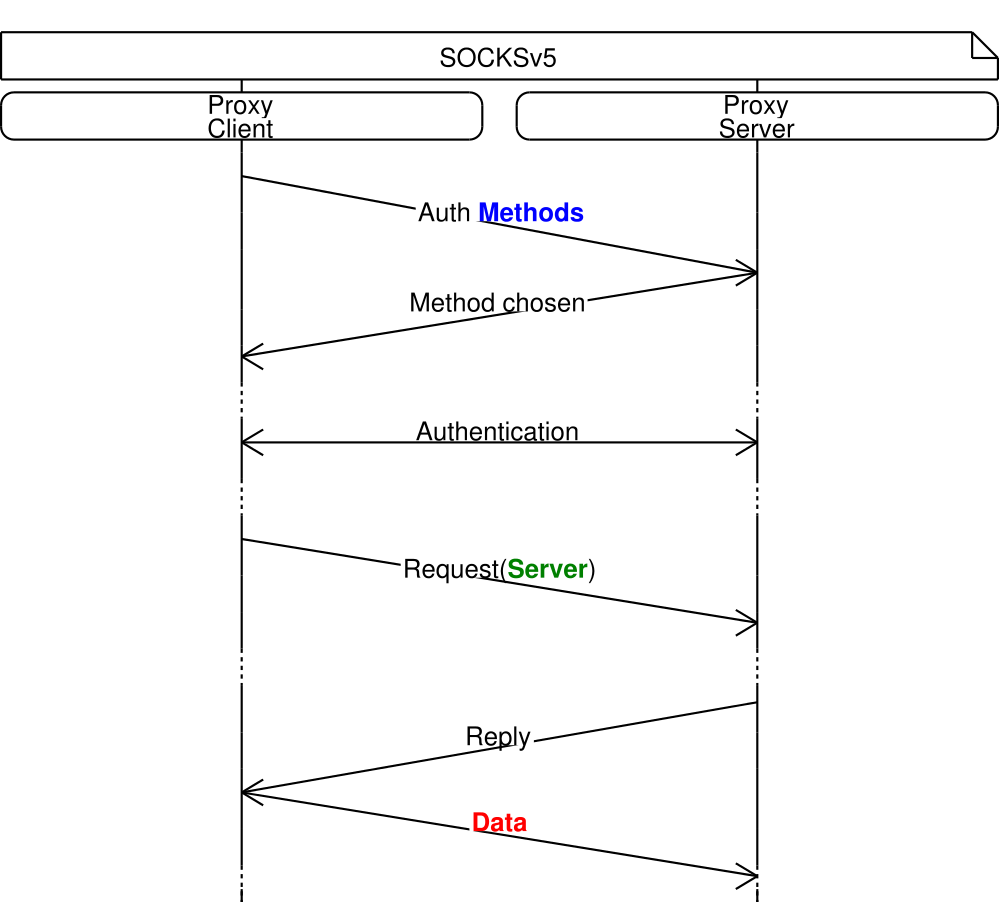 SOCKSv5
Proxy
Client
Proxy
Server
Auth Methods
Method chosen
Authentication
Request(Server)
Reply
Data